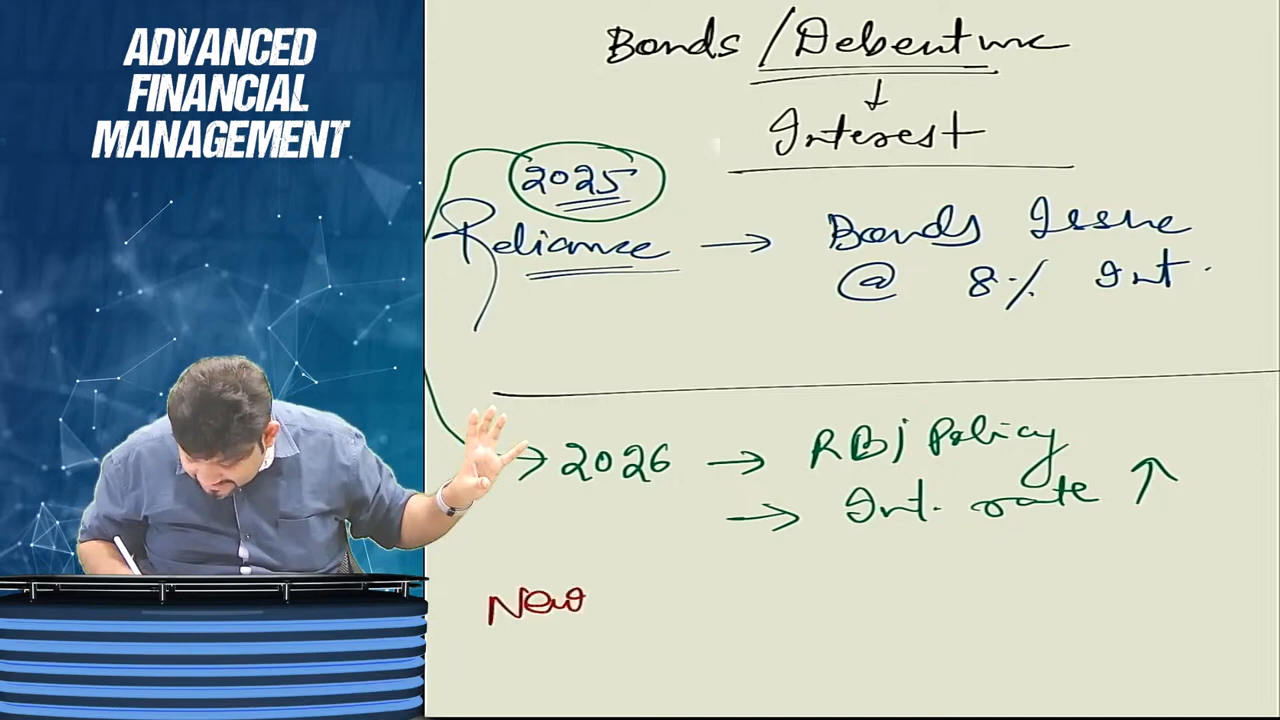 ADVANCED
FINANCIAL
MANAGEMENT
Bonds / Debenture
↓
Interest
2025
Reliance → Bonds Issue
@ 8% Int.
→ 2026 → RBI Policy
→ Int. rate ↑
New